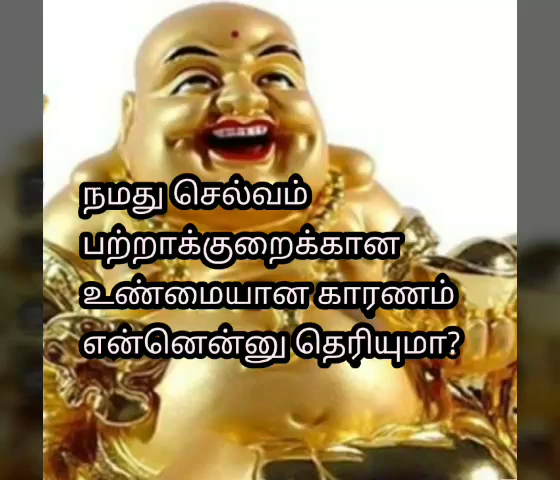 நமது செல்வம்
பற்றாக்குறைக்கான
உண்மையான காரணம்
என்னென்னு தெரியுமா?